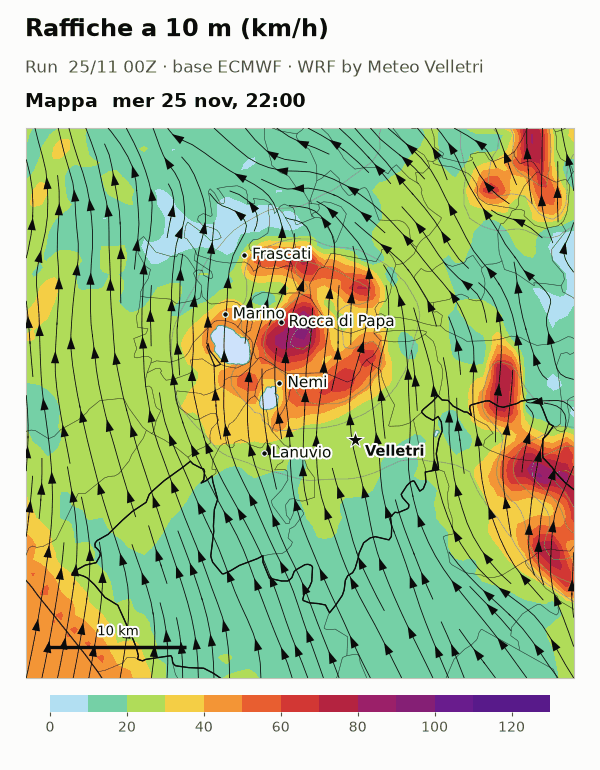 Raffiche a 10 m (km/h)
Run 25/11 00Z · base ECMWF · WRF by Meteo Velletri
Mappa mer 25 nov, 22:00
Frascati
Marino
Rocca di Papa
Nemi
Lanuvio
Velletri
10 km
0 20 40 60 80 100 120